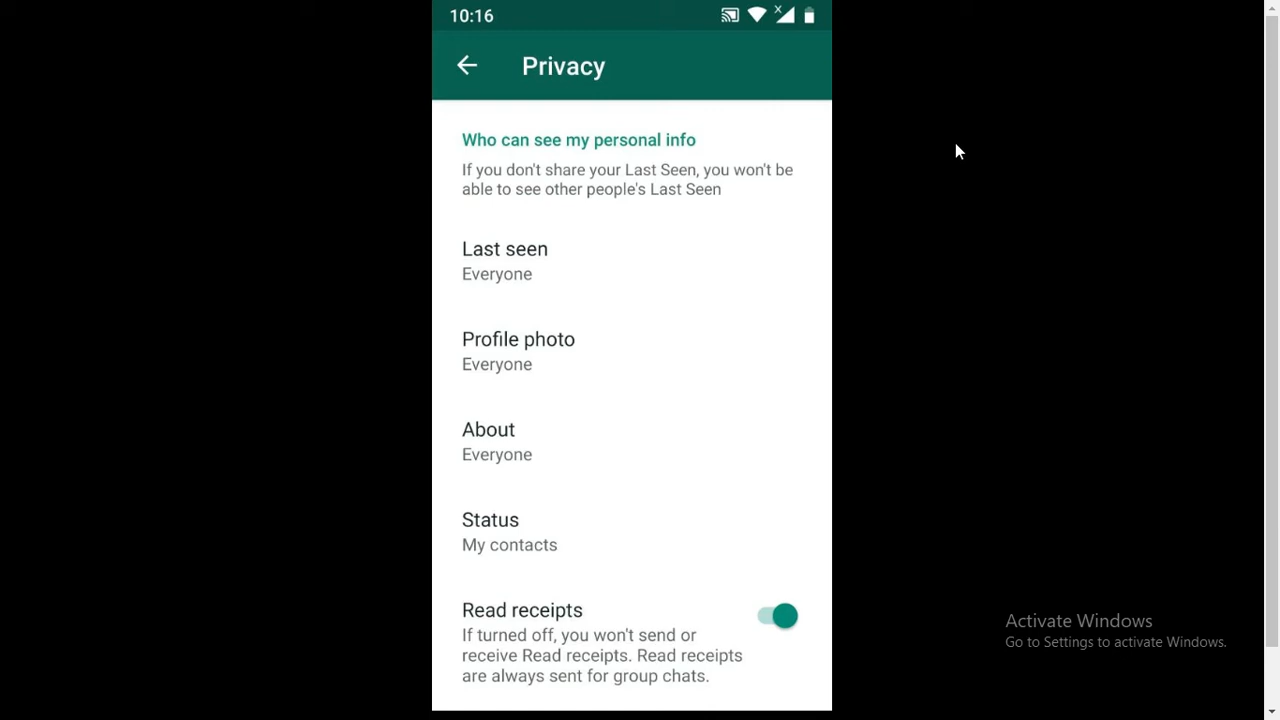 10:16
Privacy
Who can see my personal info
If you don't share your Last Seen, you won't be
able to see other people's Last Seen
Last seen
Everyone
Profile photo
Everyone
About
Everyone
Status
My contacts
Read receipts
If turned off, you won't send or
receive Read receipts. Read receipts
are always sent for group chats.
Activate Windows
Go to Settings to activate Windows.